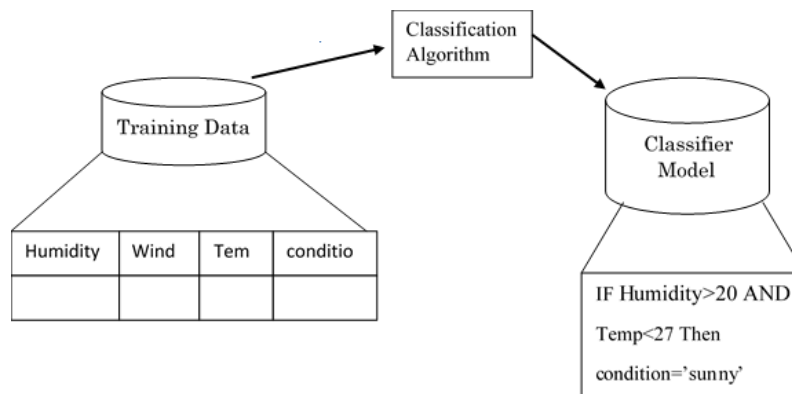 Classification
Algorithm
Training Data
Classifier
Model
Humidity Wind Tem conditio
IF Humidity>20 AND
Temp<27 Then
condition=’sunny’